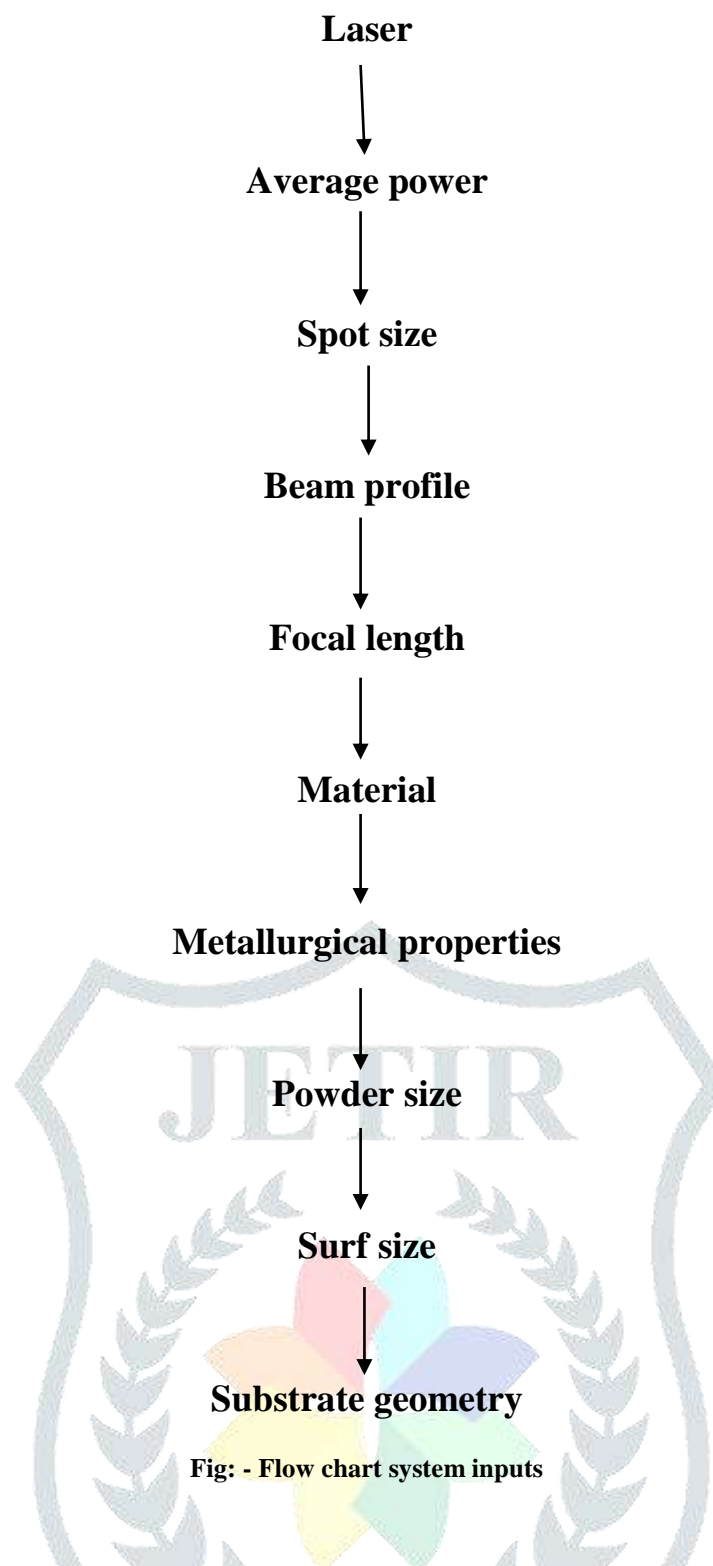 Laser
Average power
Spot size
Beam profile
Focal length
Material
Metallurgical properties
JETIR
Powder size
Surf size
Substrate geometry
Fig: - Flow chart system inputs